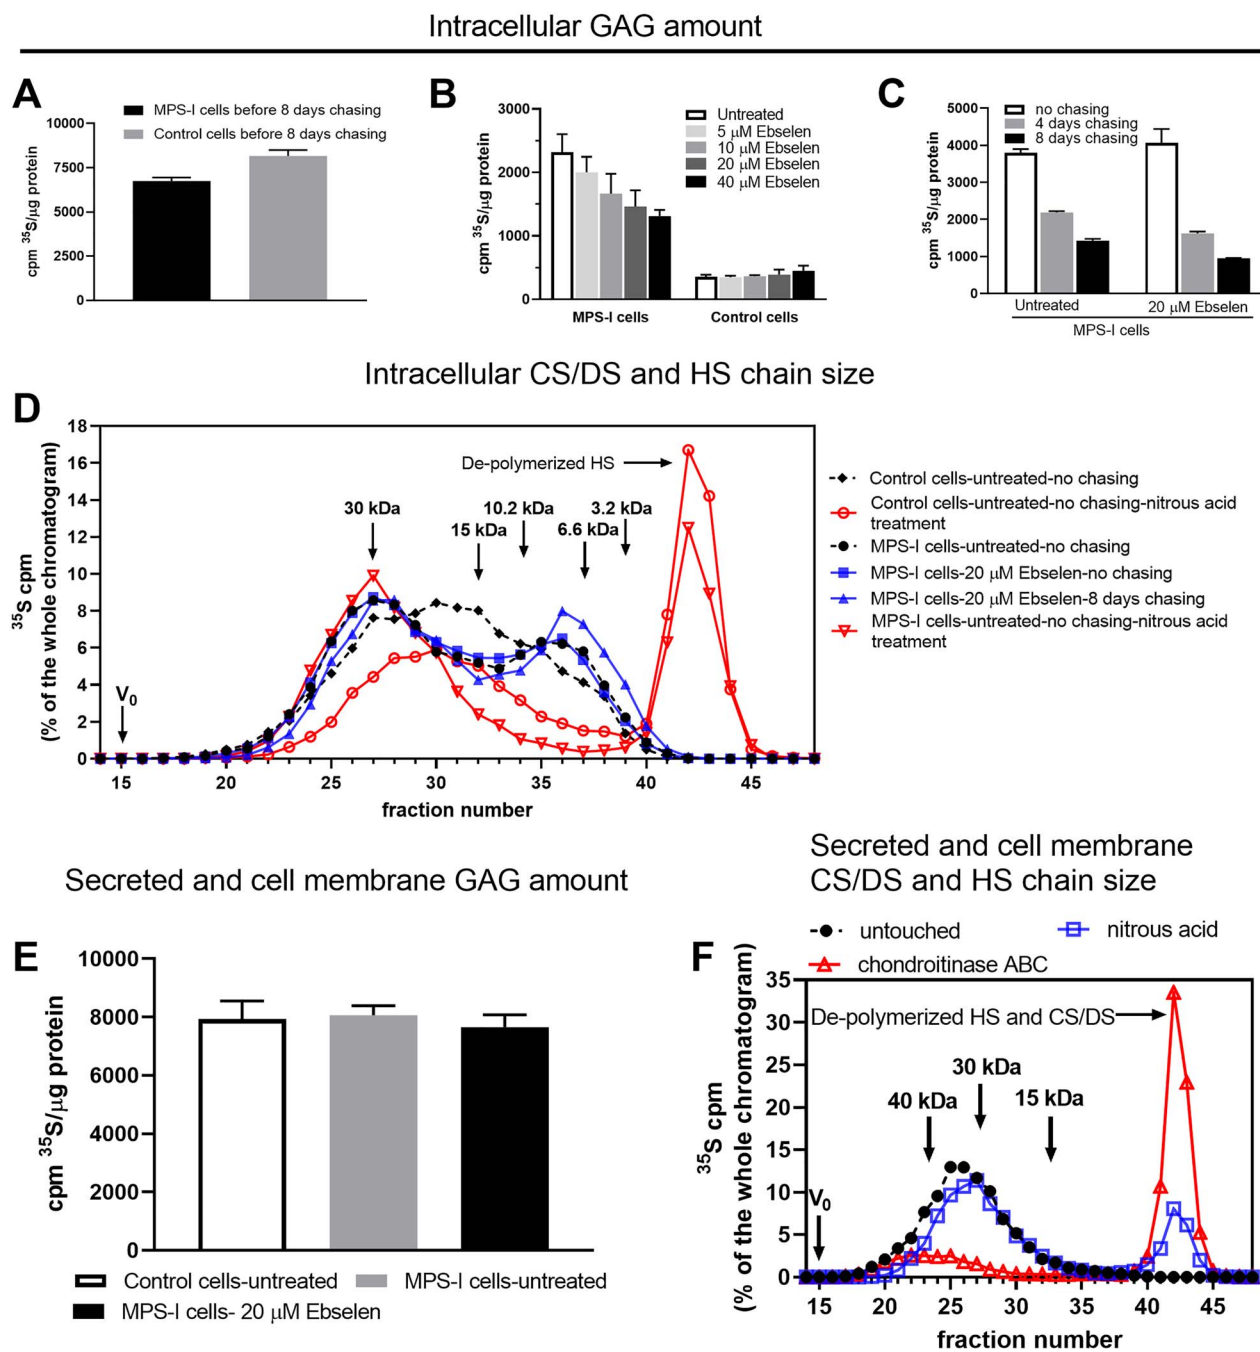 Intracellular GAG amount
A
MPS-I cells before 8 days chasing
Control cells before 8 days chasing
cpm ³⁵S/μg protein
10000
7500
5000
2500
0
B
Untreated
5 μM Ebselen
10 μM Ebselen
20 μM Ebselen
40 μM Ebselen
cpm ³⁵S/μg protein
3000
2000
1000
0
MPS-I cells
Control cells
C
no chasing
4 days chasing
8 days chasing
cpm ³⁵S/μg protein
5000
4000
3000
2000
1000
0
Untreated
20 μM Ebselen
MPS-I cells
Intracellular CS/DS and HS chain size
D
³⁵S cpm
(% of the whole chromatogram)
18
16
14
12
10
8
6
4
2
0
V₀
30 kDa
De-polymerized HS
15 kDa
10.2 kDa
6.6 kDa
3.2 kDa
15
20
25
30
35
40
45
fraction number
Control cells-untreated-no chasing
Control cells-untreated-no chasing-nitrous acid
treatment
MPS-I cells-untreated-no chasing
MPS-I cells-20 μM Ebselen-no chasing
MPS-I cells-20 μM Ebselen-8 days chasing
MPS-I cells-untreated-no chasing-nitrous acid
treatment
Secreted and cell membrane GAG amount
E
cpm ³⁵S/μg protein
10000
8000
6000
4000
2000
0
Control cells-untreated
MPS-I cells-untreated
MPS-I cells- 20 μM Ebselen
Secreted and cell membrane
CS/DS and HS chain size
F
untouched
nitrous acid
chondroitinase ABC
³⁵S cpm
(% of the whole chromatogram)
35
30
25
20
15
10
5
0
De-polymerized HS and CS/DS
V₀
40 kDa
30 kDa
15 kDa
15
20
25
30
35
40
45
fraction number